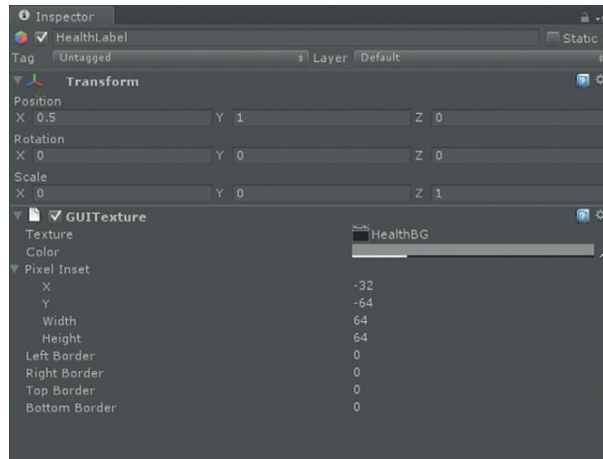 Inspector
HealthLabel Static
Tag Untagged Layer Default
Transform
Position
X 0.5 Y 1 Z 0
Rotation
X 0 Y 0 Z 0
Scale
X 0 Y 0 Z 1
GUITexture
Texture HealthBG
Color
Pixel Inset
X -32
Y -64
Width 64
Height 64
Left Border 0
Right Border 0
Top Border 0
Bottom Border 0